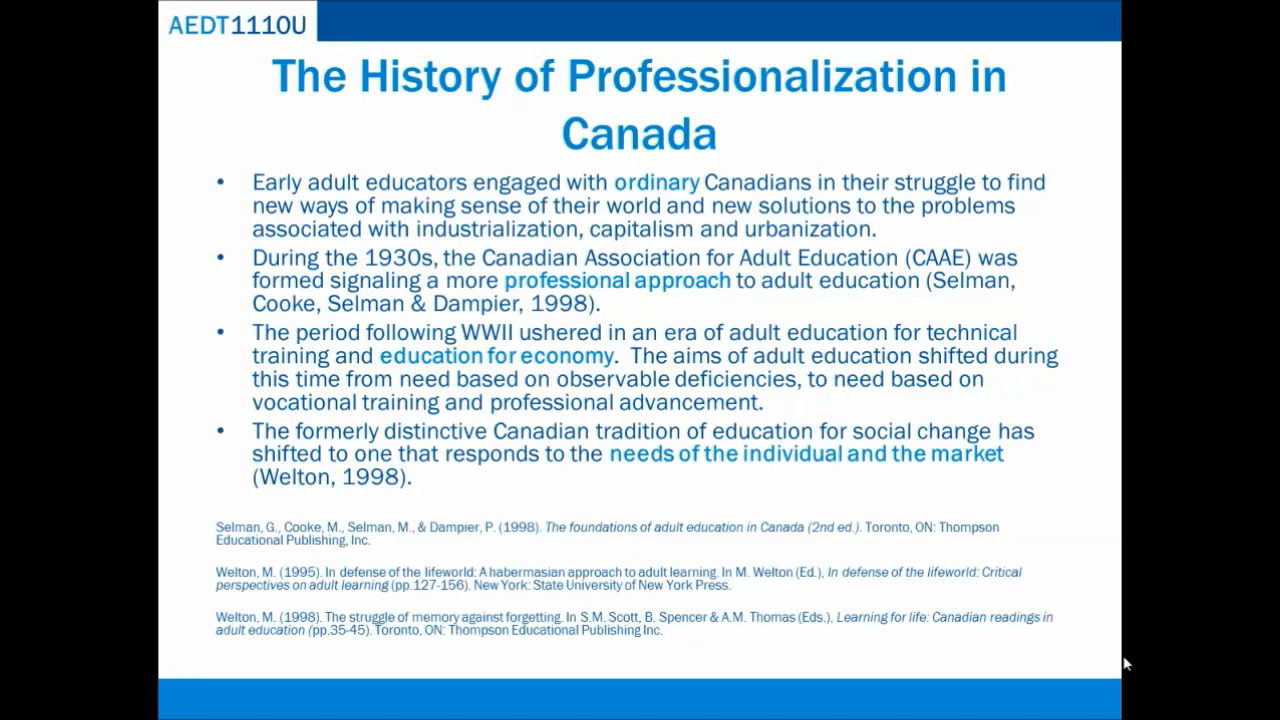 AEDT1110U
The History of Professionalization in
Canada
• Early adult educators engaged with ordinary Canadians in their struggle to find
new ways of making sense of their world and new solutions to the problems
associated with industrialization, capitalism and urbanization.
• During the 1930s, the Canadian Association for Adult Education (CAAE) was
formed signaling a more professional approach to adult education (Selman,
Cooke, Selman & Dampier, 1998).
• The period following WWII ushered in an era of adult education for technical
training and education for economy. The aims of adult education shifted during
this time from need based on observable deficiencies, to need based on
vocational training and professional advancement.
• The formerly distinctive Canadian tradition of education for social change has
shifted to one that responds to the needs of the individual and the market
(Welton, 1998).
Selman, G., Cooke, M., Selman, M., & Dampier, P. (1998). The foundations of adult education in Canada (2nd ed.). Toronto, ON: Thompson
Educational Publishing, Inc.
Welton, M. (1995). In defense of the lifeworld: A habermasian approach to adult learning. In M. Welton (Ed.), In defense of the lifeworld: Critical
perspectives on adult learning (pp.127-156). New York: State University of New York Press.
Welton, M. (1998). The struggle of memory against forgetting. In S.M. Scott, B. Spencer & A.M. Thomas (Eds.), Learning for life: Canadian readings in
adult education (pp.35-45). Toronto, ON: Thompson Educational Publishing Inc.